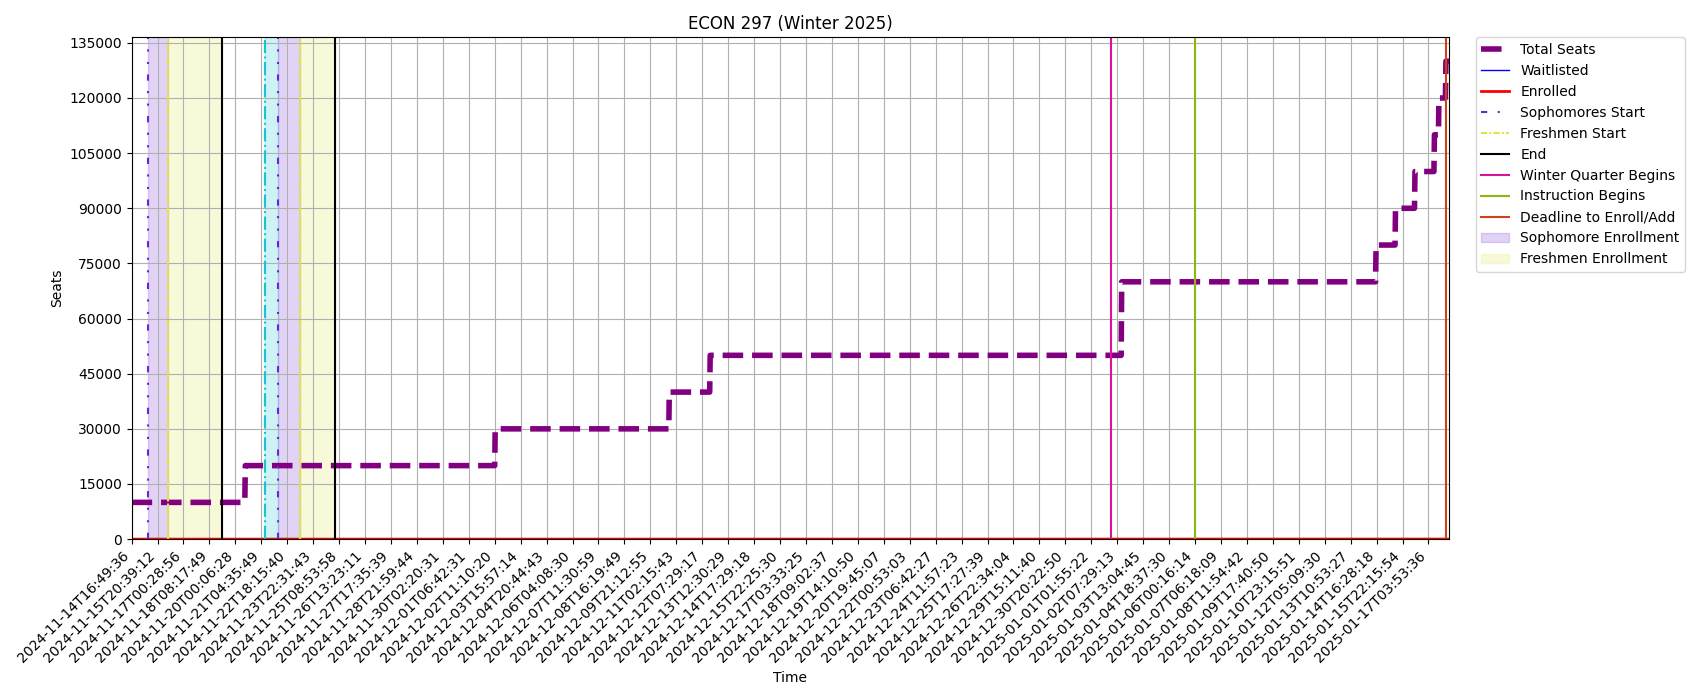 ECON 297 (Winter 2025)
135000
120000
105000
90000
75000
60000
45000
30000
15000
0
Seats
Total Seats
Waitlisted
Enrolled
Sophomores Start
Freshmen Start
End
Winter Quarter Begins
Instruction Begins
Deadline to Enroll/Add
Sophomore Enrollment
Freshmen Enrollment
2024-11-14T16:49:36
2024-11-15T20:39:12
2024-11-17T00:28:56
2024-11-18T08:17:49
2024-11-20T00:06:28
2024-11-21T04:35:49
2024-11-22T18:15:40
2024-11-23T22:31:43
2024-11-25T08:53:58
2024-11-26T13:23:11
2024-11-27T17:35:39
2024-11-28T21:59:44
2024-11-30T02:20:31
2024-12-01T06:42:31
2024-12-02T11:10:20
2024-12-03T15:57:14
2024-12-04T20:44:43
2024-12-06T04:08:30
2024-12-07T11:30:59
2024-12-08T16:19:49
2024-12-09T21:12:55
2024-12-11T02:15:43
2024-12-12T07:29:17
2024-12-13T12:30:29
2024-12-14T17:29:18
2024-12-15T22:25:30
2024-12-17T03:33:25
2024-12-18T09:02:37
2024-12-19T14:10:50
2024-12-20T19:45:07
2024-12-22T00:53:03
2024-12-23T06:42:27
2024-12-24T11:57:23
2024-12-25T17:27:39
2024-12-26T22:34:04
2024-12-29T15:11:40
2024-12-30T20:22:50
2025-01-01T01:55:22
2025-01-02T07:29:13
2025-01-03T13:04:45
2025-01-04T18:37:30
2025-01-06T00:16:14
2025-01-07T06:18:09
2025-01-08T11:54:42
2025-01-09T17:40:50
2025-01-10T23:15:51
2025-01-12T05:09:30
2025-01-13T10:53:27
2025-01-14T16:28:18
2025-01-15T22:15:54
2025-01-17T03:53:36
Time